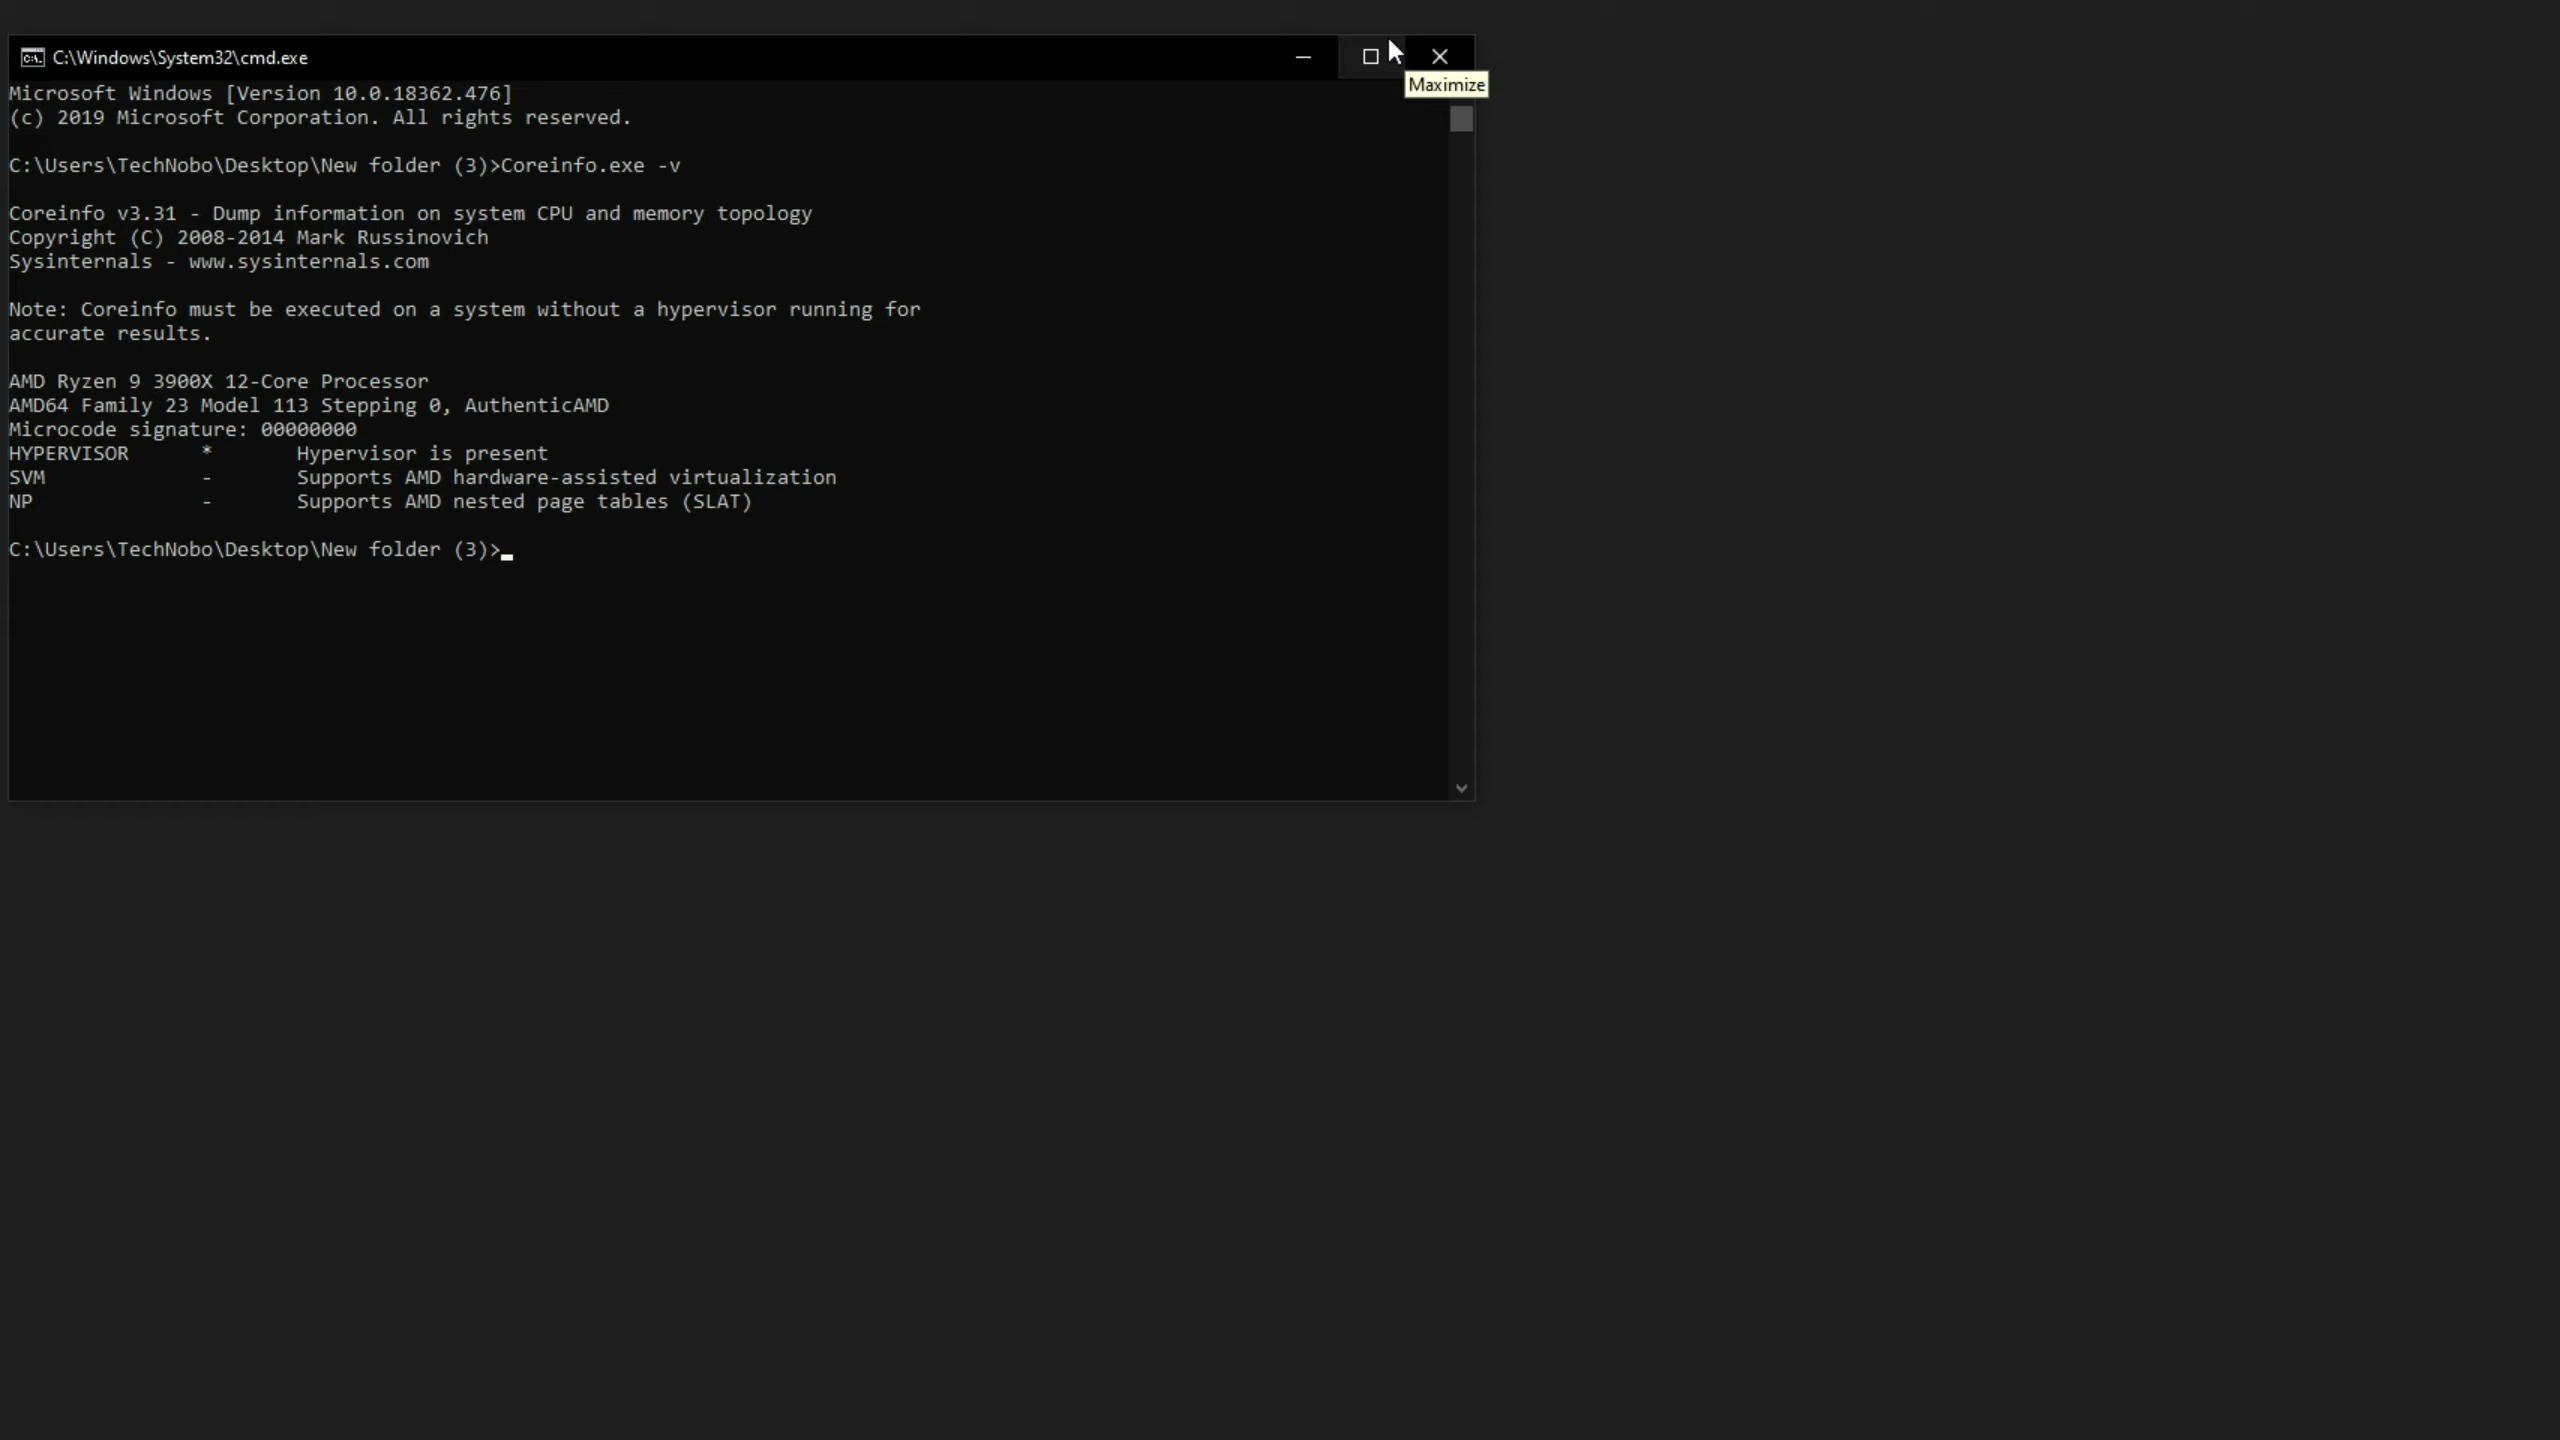 C:\Windows\System32\cmd.exe
Maximize
Microsoft Windows [Version 10.0.18362.476]
(c) 2019 Microsoft Corporation. All rights reserved.
C:\Users\TechNobo\Desktop\New folder (3)>Coreinfo.exe -v
Coreinfo v3.31 - Dump information on system CPU and memory topology
Copyright (C) 2008-2014 Mark Russinovich
Sysinternals - www.sysinternals.com
Note: Coreinfo must be executed on a system without a hypervisor running for
accurate results.
AMD Ryzen 9 3900X 12-Core Processor
AMD64 Family 23 Model 113 Stepping 0, AuthenticAMD
Microcode signature: 00000000
HYPERVISOR * Hypervisor is present
SVM - Supports AMD hardware-assisted virtualization
NP - Supports AMD nested page tables (SLAT)
C:\Users\TechNobo\Desktop\New folder (3)>